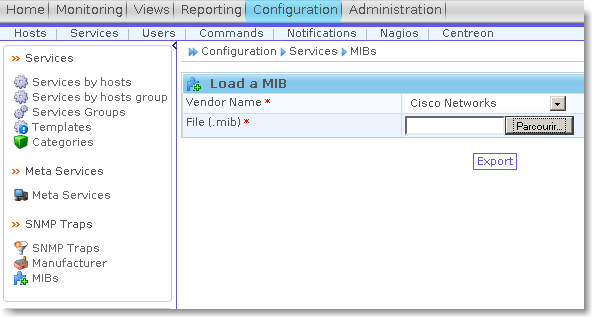 Home Monitoring Views Reporting Configuration Administration
Hosts Services Users Commands Notifications Nagios Centreon
Services
Services by hosts
Services by hosts group
Services Groups
Templates
Categories
Meta Services
Meta Services
SNMP Traps
SNMP Traps
Manufacturer
MIBs
Configuration Services MIBs
Load a MIB
Vendor Name * Cisco Networks
File (.mib) * Parcourir...
Export